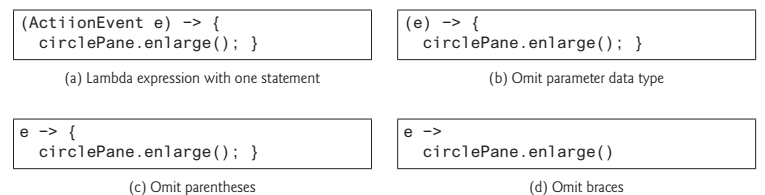 (ActiionEvent e) -> {
circlePane.enlarge(); }
(a) Lambda expression with one statement
(e) -> {
circlePane.enlarge(); }
(b) Omit parameter data type
e -> {
circlePane.enlarge(); }
(c) Omit parentheses
e ->
circlePane.enlarge()
(d) Omit braces